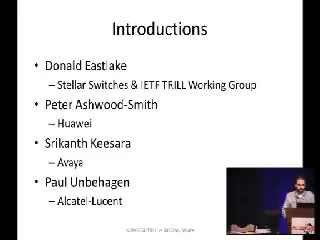 Introductions
• Donald Eastlake
– Stellar Switches & IETF TRILL Working Group
• Peter Ashwood-Smith
– Huawei
• Srikanth Keesara
– Avaya
• Paul Unbehagen
– Alcatel-Lucent